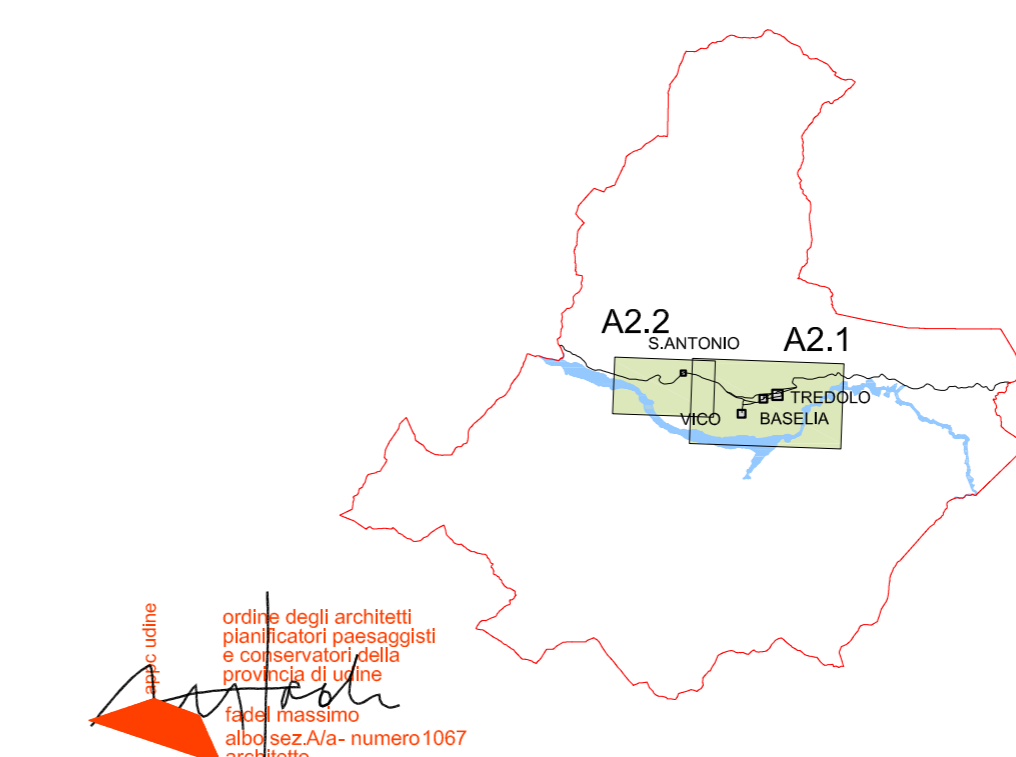 A2.2
S.ANTONIO
A2.1
TREDOLO
VICO
BASELIA
appc udine
ordine degli architetti
pianificatori paesaggisti
e conservatori della
provincia di udine
fadel massimo
albo sez.A/a- numero 1067
architetto